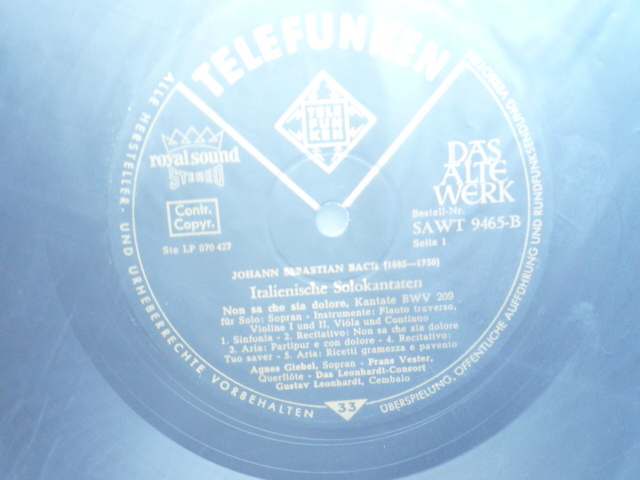 TELEFUNKEN
TELE
FUN
KEN
royal sound
STEREO
DAS
ALTE
WERK
Contr.
Copyr.
Bestell-Nr.
SAWT 9465-B
Ste LP 070 427
Seite 1
JOHANN SEBASTIAN BACH (1685—1750)
Italienische Solokantaten
Non sa che sia dolore, Kantate BWV 209
für Solo: Sopran - Instrumente: Flauto traverso,
Violine I und II, Viola und Continuo
1. Sinfonia - 2. Recitativo: Non sa che sia dolore
3. Aria: Partipur e con dolore - 4. Recitativo:
Tuo saver - 5. Aria: Ricetti gramezza e pavento
Agnes Giebel, Sopran - Frans Vester,
Querflöte - Das Leonhardt-Consort
Gustav Leonhardt, Cembalo
33
ALLE HERSTELLER- UND URHEBERRECHTE VORBEHALTEN
ÜBERSPIELUNG, ÖFFENTLICHE AUFFÜHRUNG UND RUNDFUNKSENDUNG VERBOTEN